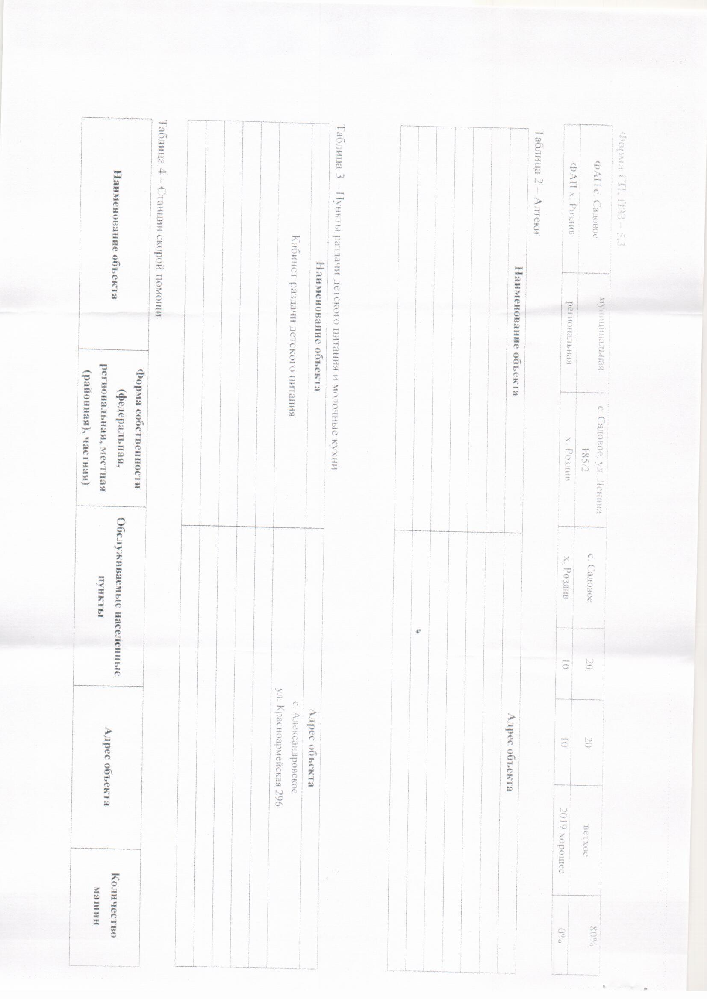 Форма ГП, ПЗЗ – 5.3
ФАП с. Садовое муниципальная с. Садовое, ул. Ленина 185/2 с. Садовое 20 20 ветхое 80%
ФАП х. Розлив региональная х. Розлив х. Розлив 10 10 2019 хорошее 0%
Таблица 2 – Аптеки
Наименование объекта Адрес объекта
Таблица 3 – Пункты раздачи детского питания и молочные кухни
Наименование объекта Адрес объекта
Кабинет раздачи детского питания с. Александровское
ул. Красноармейская 296
Таблица 4 – Станции скорой помощи
Наименование объекта
Форма собственности
(федеральная,
региональная, местная
(районная), частная)
Обслуживаемые населенные
пункты
Адрес объекта
Количество
машин